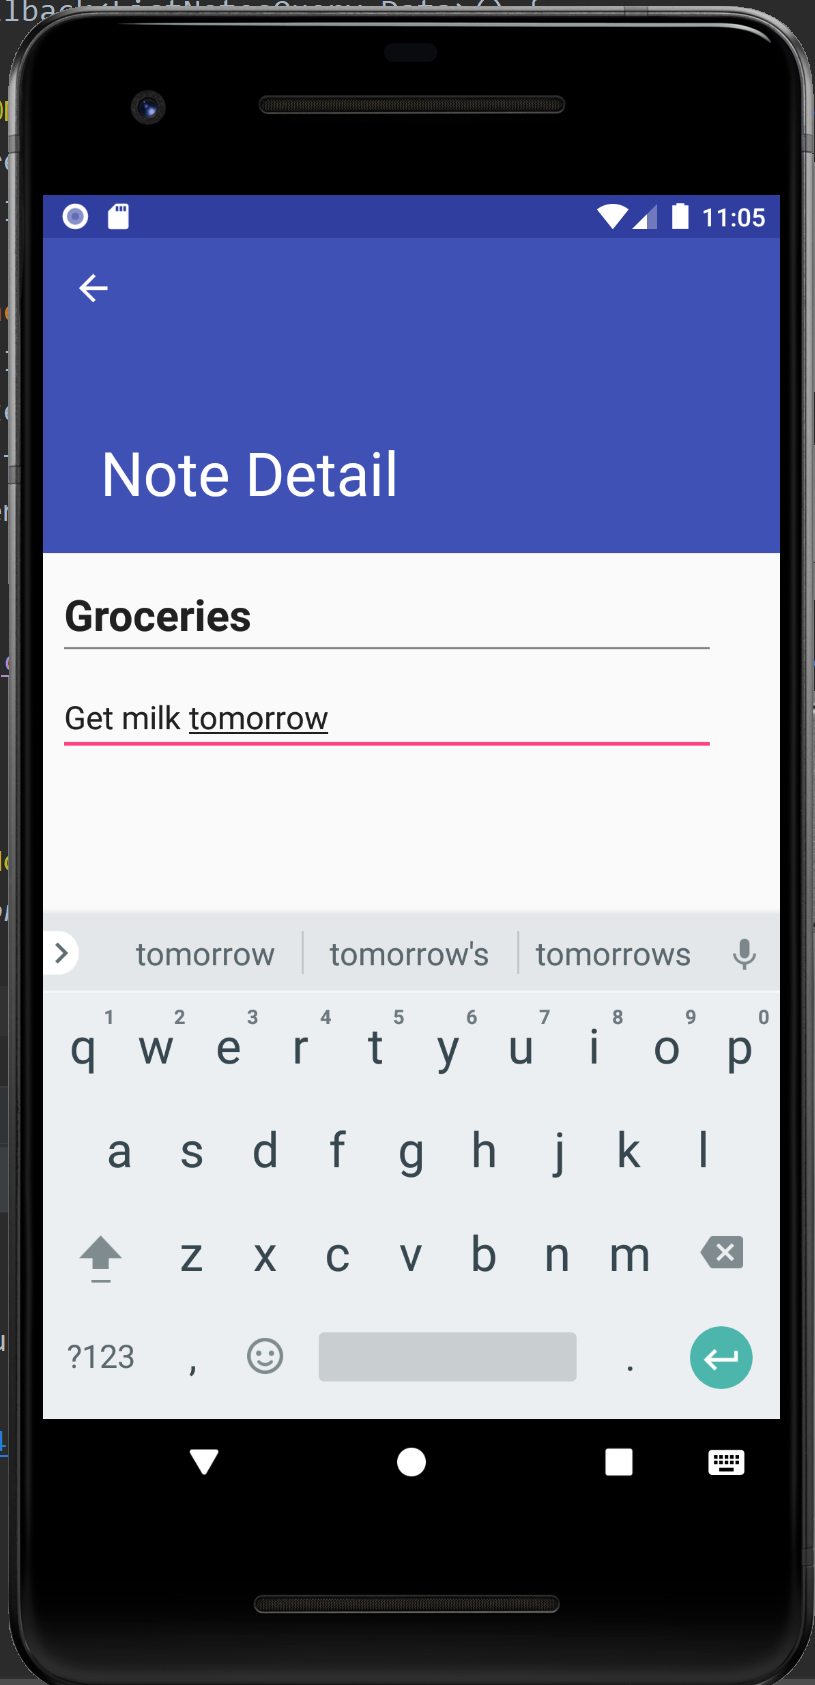 11:05
Note Detail
Groceries
Get milk tomorrow
tomorrow tomorrow's tomorrows
1 2 3 4 5 6 7 8 9 0
q w e r t y u i o p
a s d f g h j k l
z x c v b n m
?123 , .